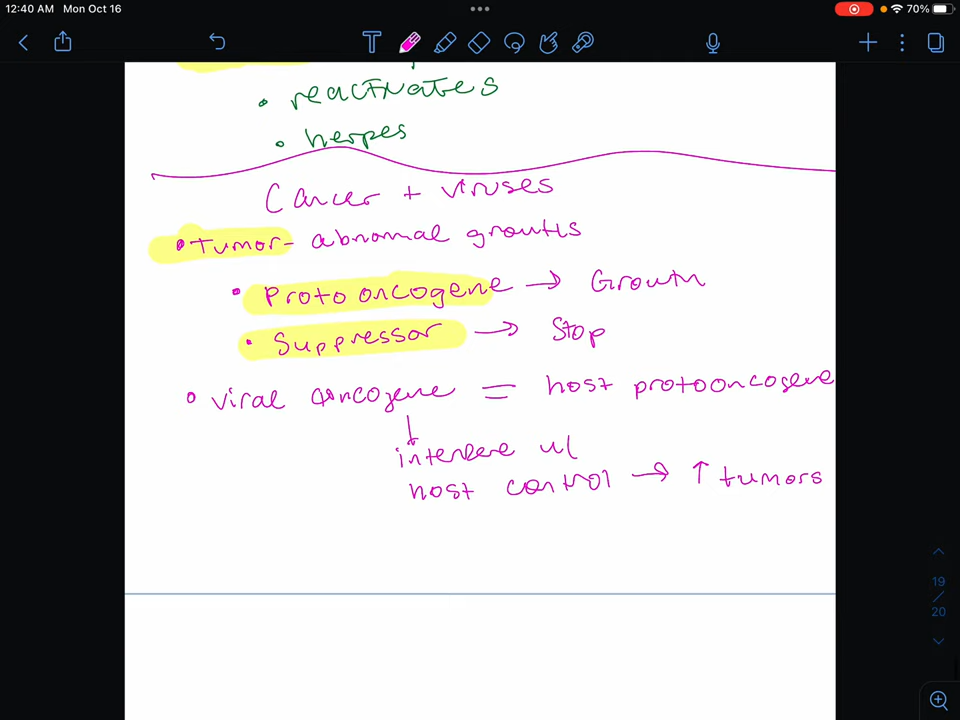 12:40 AM Mon Oct 16
70%
• reactivates
• herpes
Cancer + viruses
• Tumor - abnormal growths
• Proto oncogene → Growth
• Suppressor → Stop
• viral oncogene = host protooncogene
interfere w/
host control → ↑ tumors
19
/
20